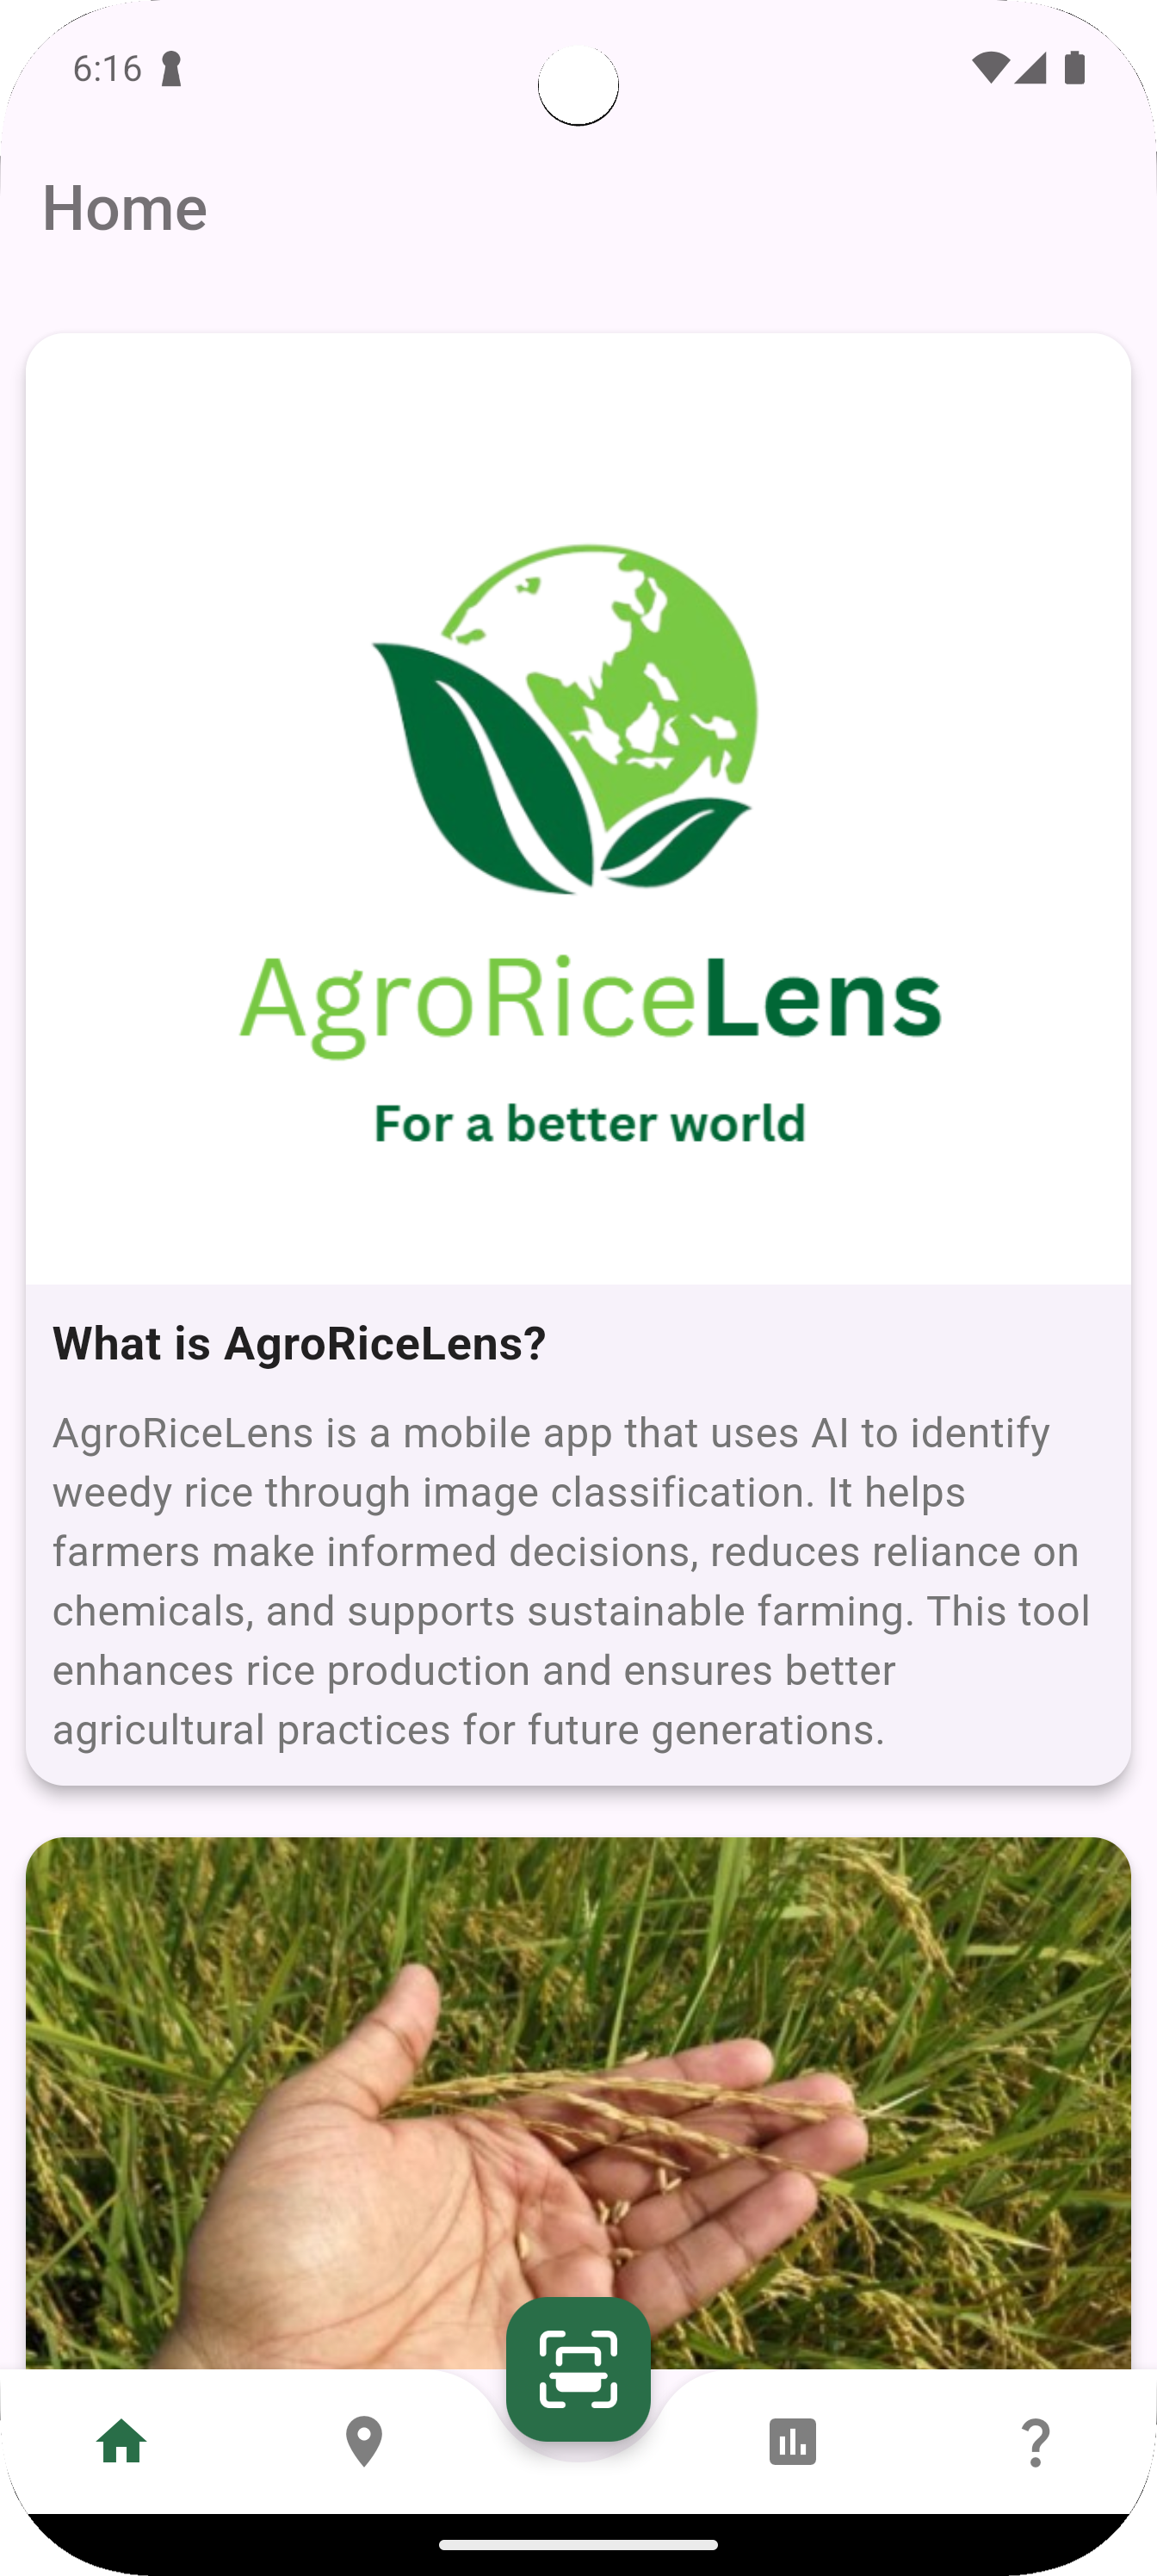 6:16
Home
AgroRiceLens
For a better world
What is AgroRiceLens?
AgroRiceLens is a mobile app that uses AI to identify
weedy rice through image classification. It helps
farmers make informed decisions, reduces reliance on
chemicals, and supports sustainable farming. This tool
enhances rice production and ensures better
agricultural practices for future generations.